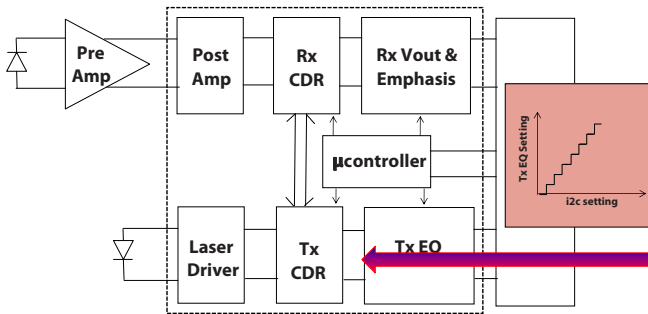 Pre
Amp
Post
Amp
Rx
CDR
Rx Vout &
Emphasis
µcontroller
Tx EQ Setting
i2c setting
Laser
Driver
Tx
CDR
Tx EQ